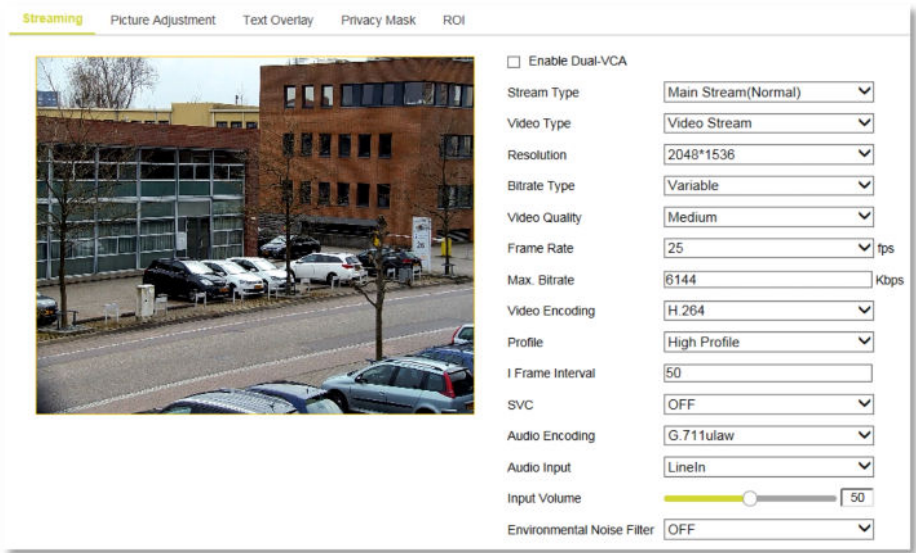 Streaming Picture Adjustment Text Overlay Privacy Mask ROI
Enable Dual-VCA
Stream Type Main Stream(Normal)
Video Type Video Stream
Resolution 2048*1536
Bitrate Type Variable
Video Quality Medium
Frame Rate 25 fps
Max. Bitrate 6144 Kbps
Video Encoding H.264
Profile High Profile
I Frame Interval 50
SVC OFF
Audio Encoding G.711ulaw
Audio Input LineIn
Input Volume 50
Environmental Noise Filter OFF